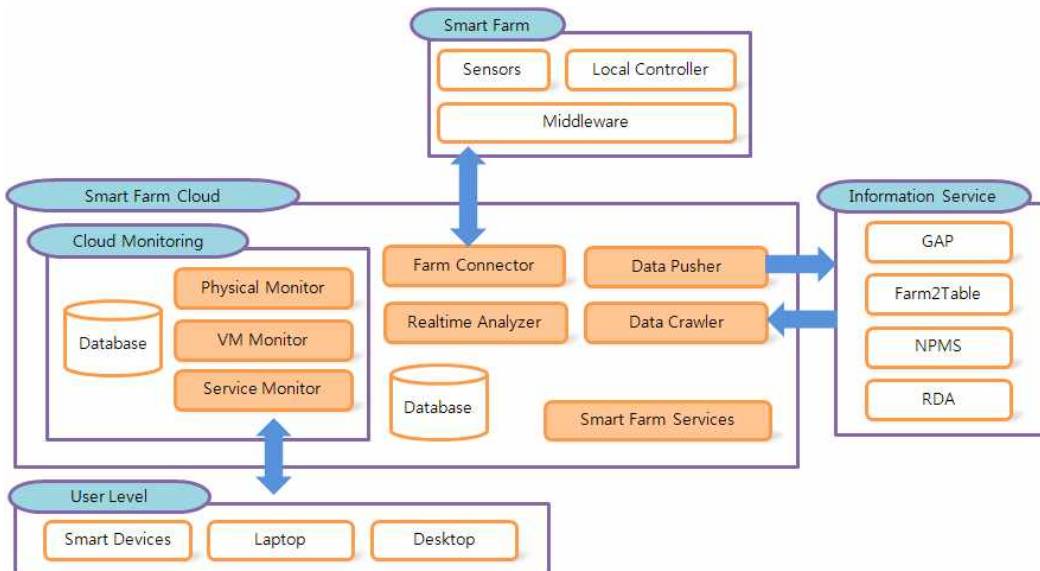 Smart Farm
Sensors
Local Controller
Middleware
Smart Farm Cloud
Cloud Monitoring
Database
Physical Monitor
VM Monitor
Service Monitor
Farm Connector
Data Pusher
Realtime Analyzer
Data Crawler
Database
Smart Farm Services
Information Service
GAP
Farm2Table
NPMS
RDA
User Level
Smart Devices
Laptop
Desktop